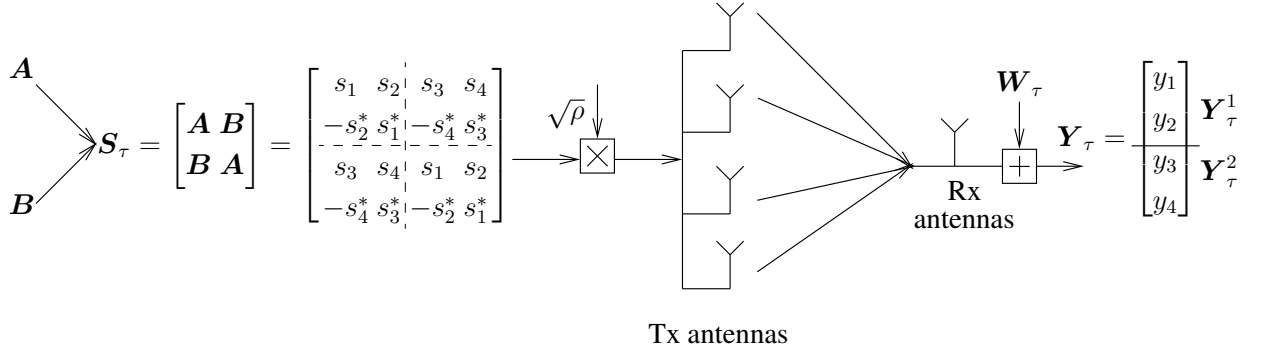 A
B
S_τ = [A B; B A] =
s_1 s_2 s_3 s_4
−s_2^* s_1^* −s_4^* s_3^*
s_3 s_4 s_1 s_2
−s_4^* s_3^* −s_2^* s_1^*
√ρ
×
Tx antennas
Rx
antennas
W_τ
+
Y_τ =
y_1
y_2
y_3
y_4
Y_τ^1
Y_τ^2